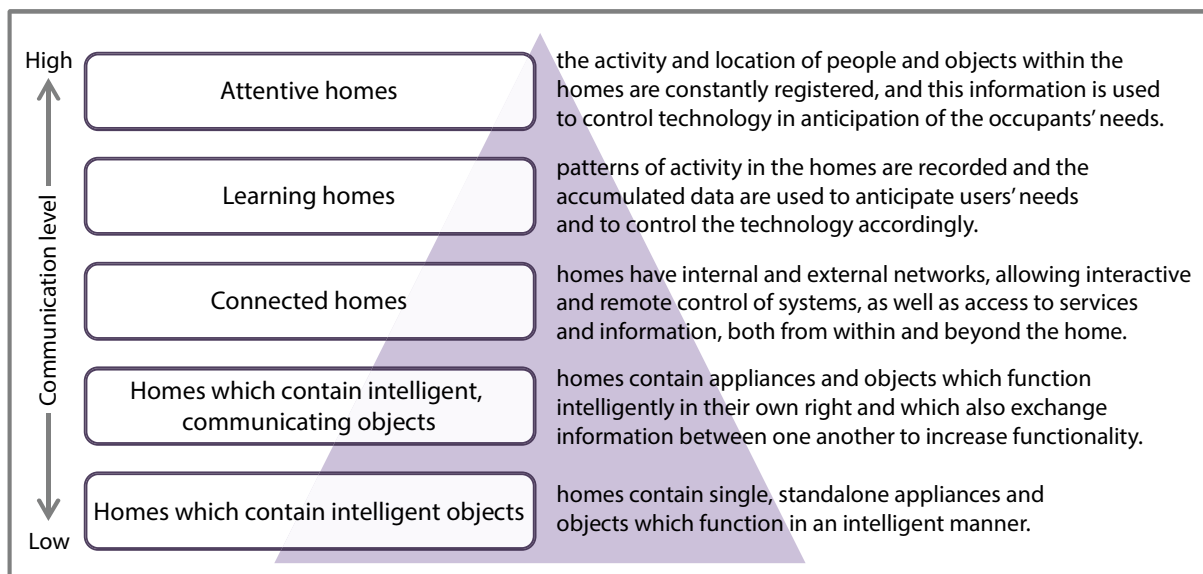 High
Attentive homes
the activity and location of people and objects within the
homes are constantly registered, and this information is used
to control technology in anticipation of the occupants’ needs.
Learning homes
patterns of activity in the homes are recorded and the
accumulated data are used to anticipate users’ needs
and to control the technology accordingly.
Communication level
Connected homes
homes have internal and external networks, allowing interactive
and remote control of systems, as well as access to services
and information, both from within and beyond the home.
Homes which contain intelligent,
communicating objects
homes contain appliances and objects which function
intelligently in their own right and which also exchange
information between one another to increase functionality.
Homes which contain intelligent objects
homes contain single, standalone appliances and
objects which function in an intelligent manner.
Low